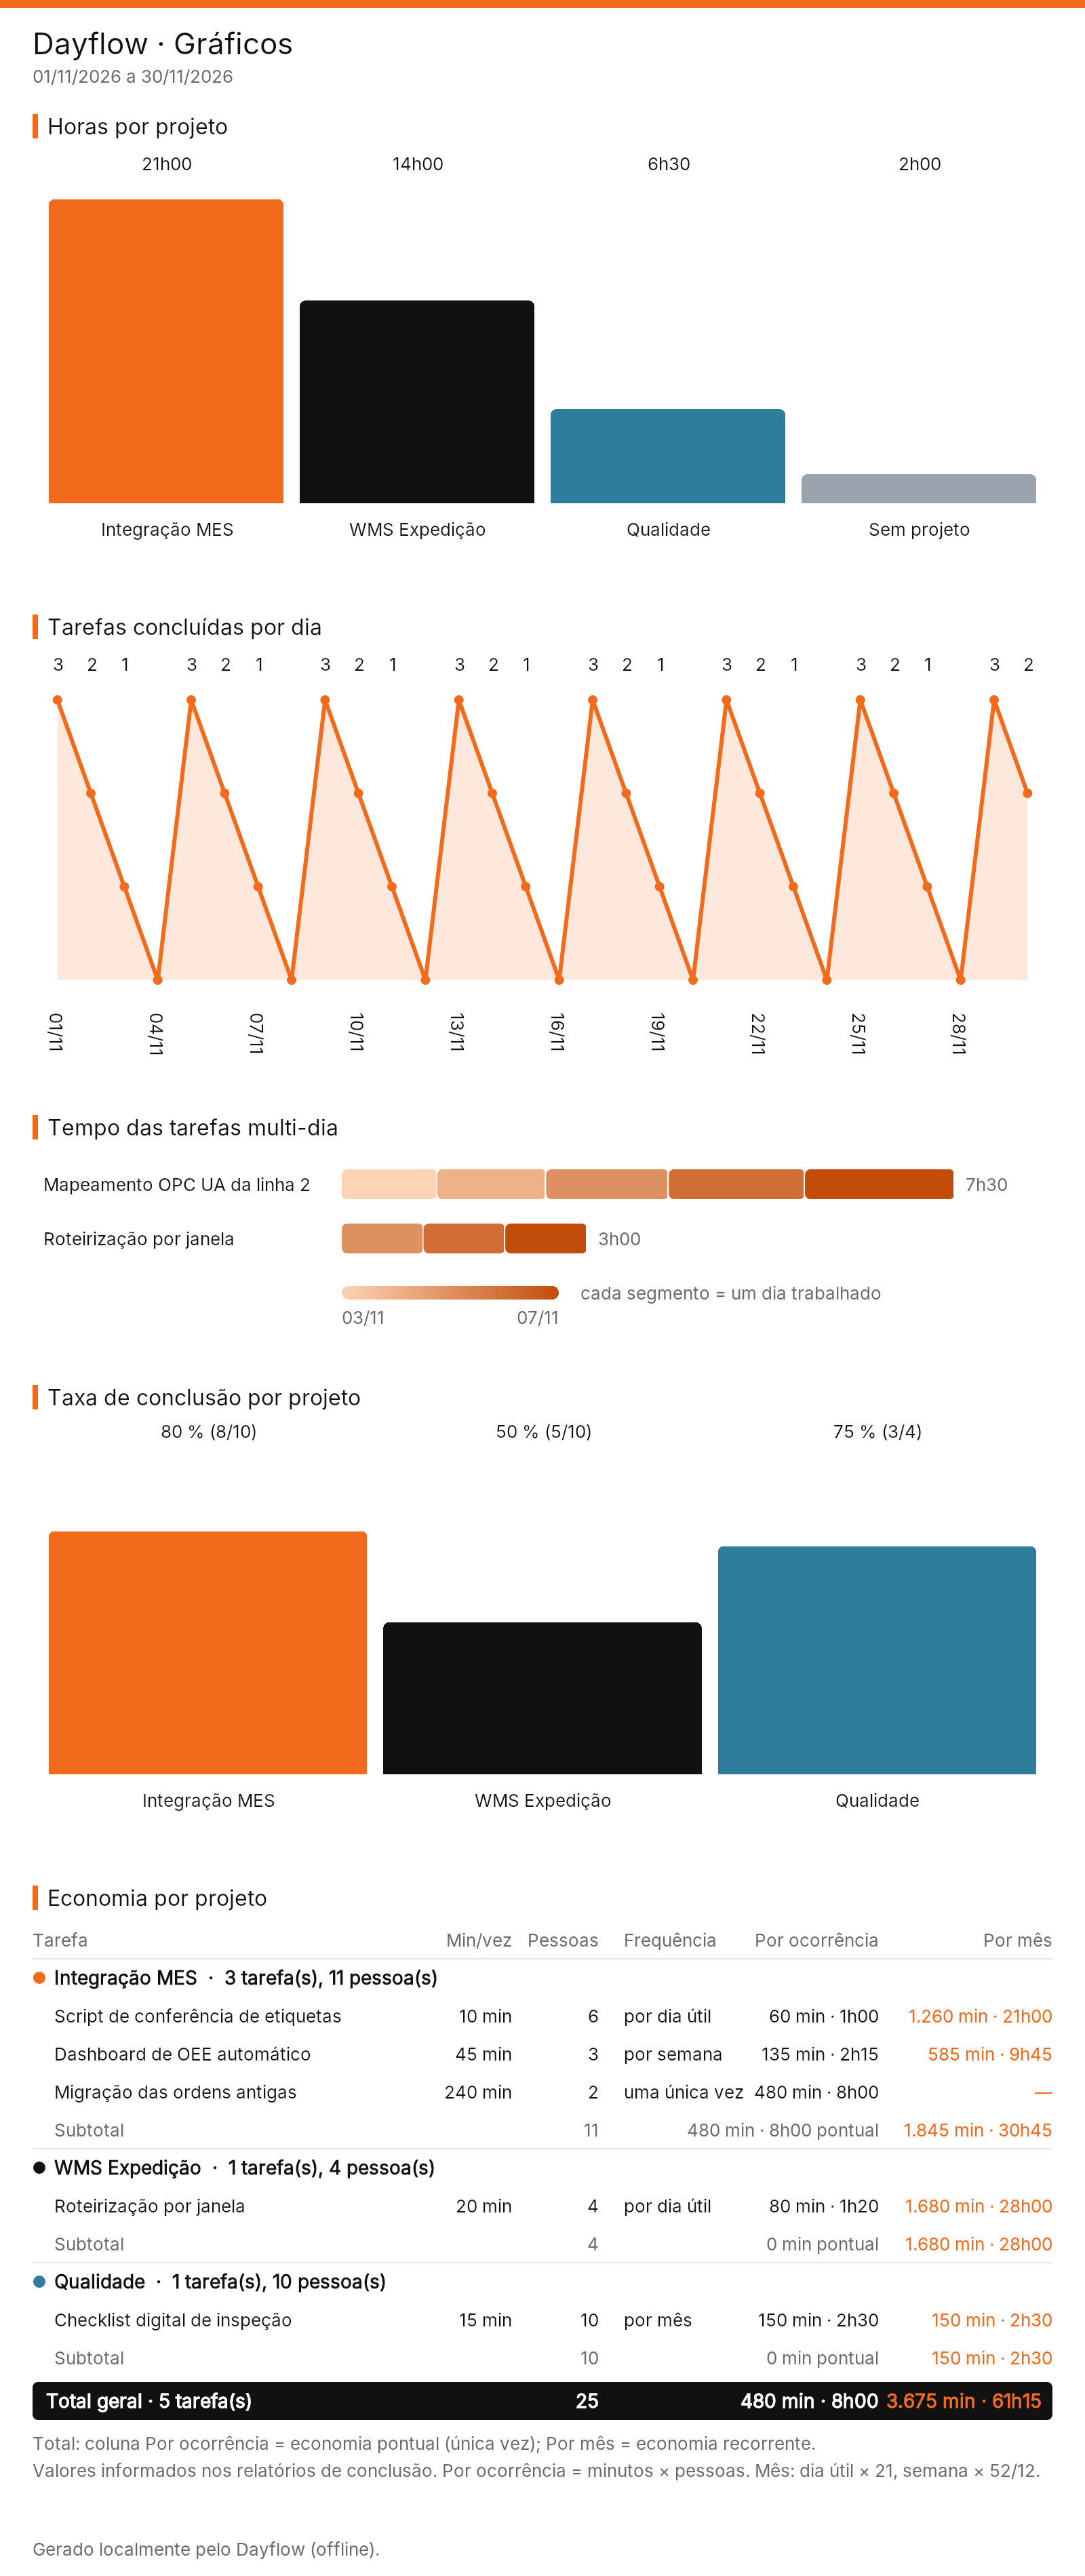 Dayflow · Gráficos
01/11/2026 a 30/11/2026
Horas por projeto
21h00 14h00 6h30 2h00
Integração MES WMS Expedição Qualidade Sem projeto
Tarefas concluídas por dia
3 2 1 3 2 1 3 2 1 3 2 1 3 2 1 3 2 1 3 2 1 3 2
01/11 04/11 07/11 10/11 13/11 16/11 19/11 22/11 25/11 28/11
Tempo das tarefas multi-dia
Mapeamento OPC UA da linha 2 7h30
Roteirização por janela 3h00
cada segmento = um dia trabalhado
03/11 07/11
Taxa de conclusão por projeto
80 % (8/10) 50 % (5/10) 75 % (3/4)
Integração MES WMS Expedição Qualidade
Economia por projeto
Tarefa Min/vez Pessoas Frequência Por ocorrência Por mês
Integração MES · 3 tarefa(s), 11 pessoa(s)
Script de conferência de etiquetas 10 min 6 por dia útil 60 min · 1h00 1.260 min · 21h00
Dashboard de OEE automático 45 min 3 por semana 135 min · 2h15 585 min · 9h45
Migração das ordens antigas 240 min 2 uma única vez 480 min · 8h00 —
Subtotal 11 480 min · 8h00 pontual 1.845 min · 30h45
WMS Expedição · 1 tarefa(s), 4 pessoa(s)
Roteirização por janela 20 min 4 por dia útil 80 min · 1h20 1.680 min · 28h00
Subtotal 4 0 min pontual 1.680 min · 28h00
Qualidade · 1 tarefa(s), 10 pessoa(s)
Checklist digital de inspeção 15 min 10 por mês 150 min · 2h30 150 min · 2h30
Subtotal 10 0 min pontual 150 min · 2h30
Total geral · 5 tarefa(s) 25 480 min · 8h00 3.675 min · 61h15
Total: coluna Por ocorrência = economia pontual (única vez); Por mês = economia recorrente.
Valores informados nos relatórios de conclusão. Por ocorrência = minutos × pessoas. Mês: dia útil × 21, semana × 52/12.
Gerado localmente pelo Dayflow (offline).